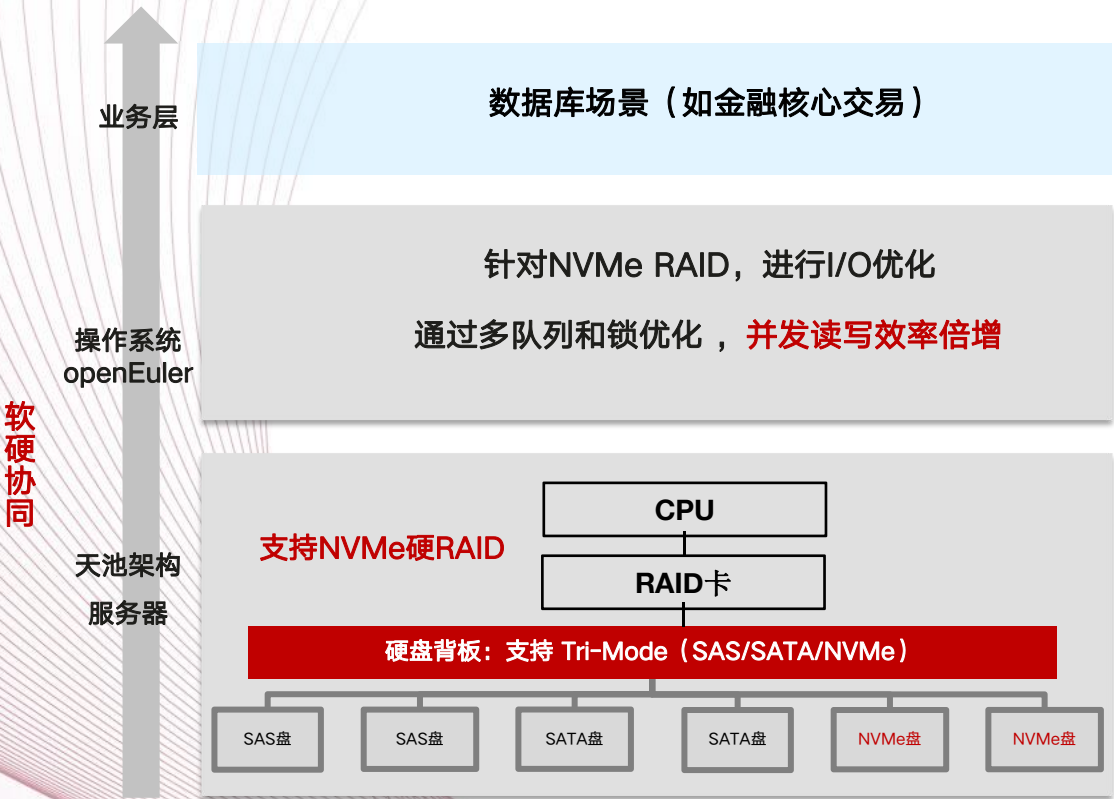 业务层
数据库场景（如金融核心交易）
软硬协同
操作系统
openEuler
针对NVMe RAID，进行I/O优化
通过多队列和锁优化 ，并发读写效率倍增
天池架构
服务器
支持NVMe硬RAID
CPU
RAID卡
硬盘背板：支持 Tri-Mode（SAS/SATA/NVMe）
SAS盘
SAS盘
SATA盘
SATA盘
NVMe盘
NVMe盘